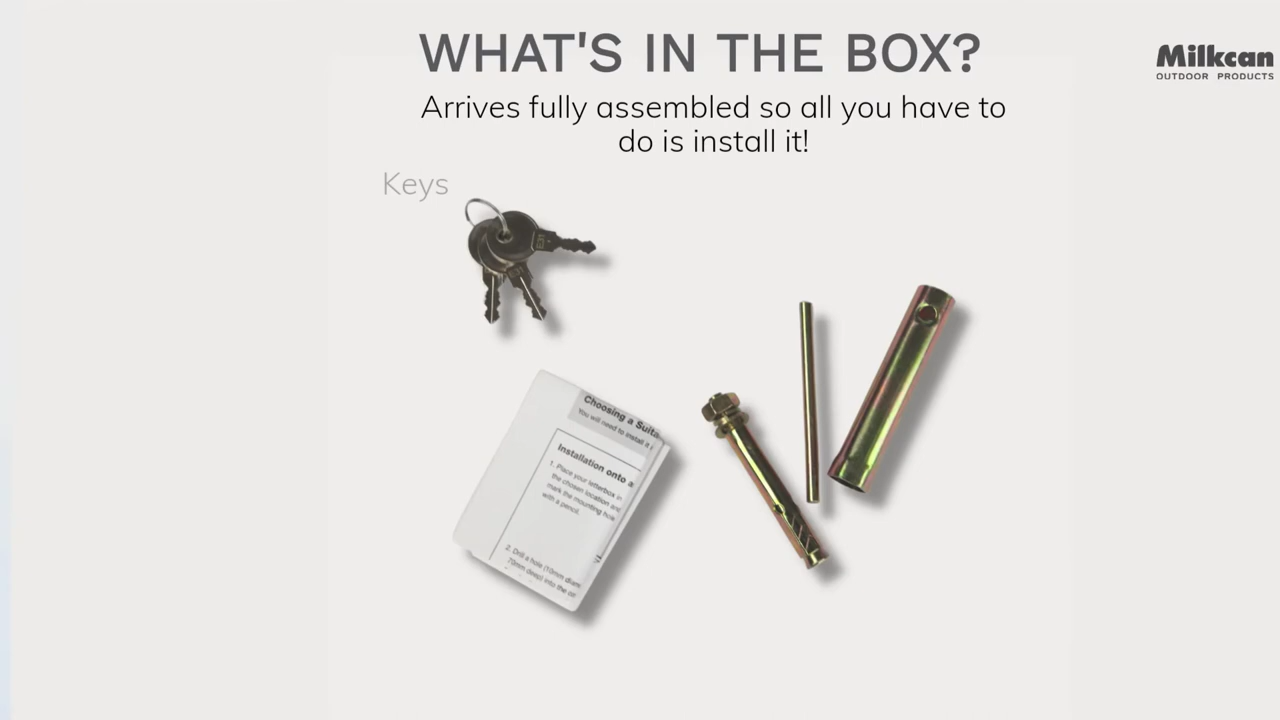 WHAT'S IN THE BOX?
Milkcan
OUTDOOR PRODUCTS
Arrives fully assembled so all you have to
do is install it!
Keys
Choosing a Suita
You will need to install it
Installation onto a
1. Place your letterbox in
the chosen location and
mark the mounting hole
with a pencil.
2. Drill a hole (10mm diam
70mm deep) into the